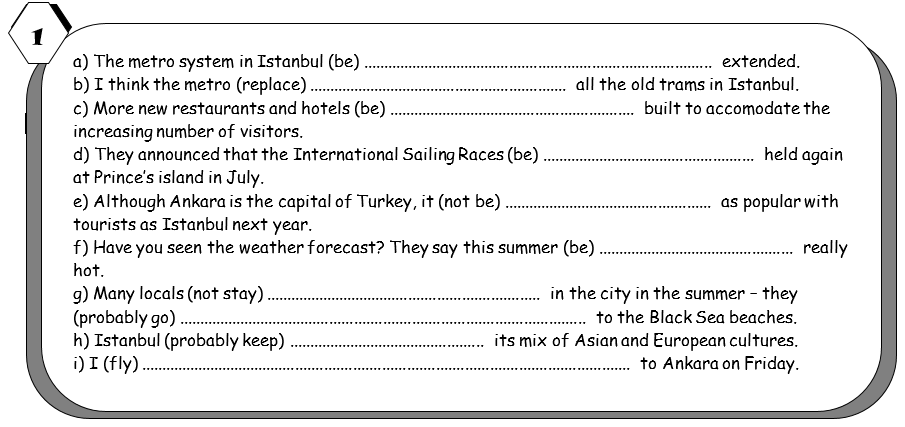 1
a) The metro system in Istanbul (be) ........................................................................ extended.
b) I think the metro (replace) ..................................................... all the old trams in Istanbul.
c) More new restaurants and hotels (be) ................................................... built to accomodate the
increasing number of visitors.
d) They announced that the International Sailing Races (be) ............................................ held again
at Prince's island in July.
e) Although Ankara is the capital of Turkey, it (not be) ........................................... as popular with
tourists as Istanbul next year.
f) Have you seen the weather forecast? They say this summer (be) ........................................ really
hot.
g) Many locals (not stay) ......................................................... in the city in the summer – they
(probably go) .................................................................................... to the Black Sea beaches.
h) Istanbul (probably keep) ........................................ its mix of Asian and European cultures.
i) I (fly) ..................................................................................................... to Ankara on Friday.